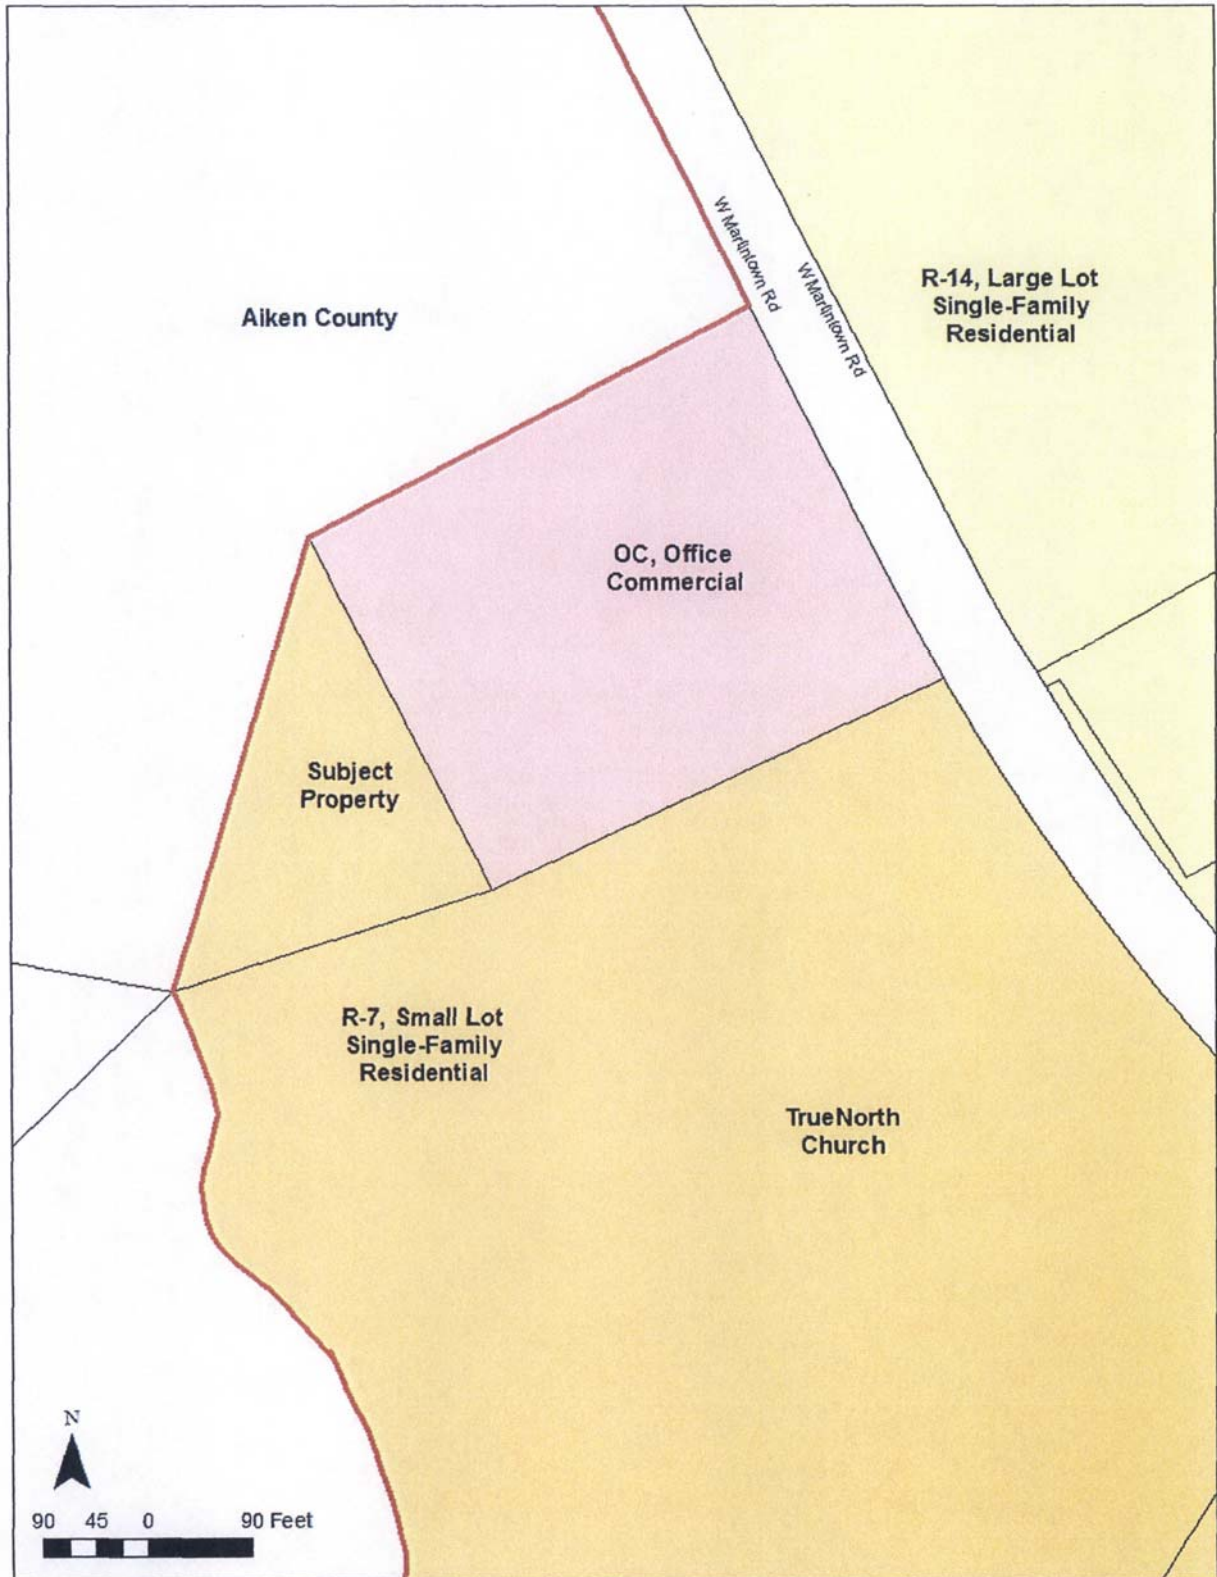 W Martintown Rd
W Martintown Rd
R-14, Large Lot
Single-Family
Residential
Aiken County
OC, Office
Commercial
Subject
Property
R-7, Small Lot
Single-Family
Residential
TrueNorth
Church
N
90 45 0 90 Feet